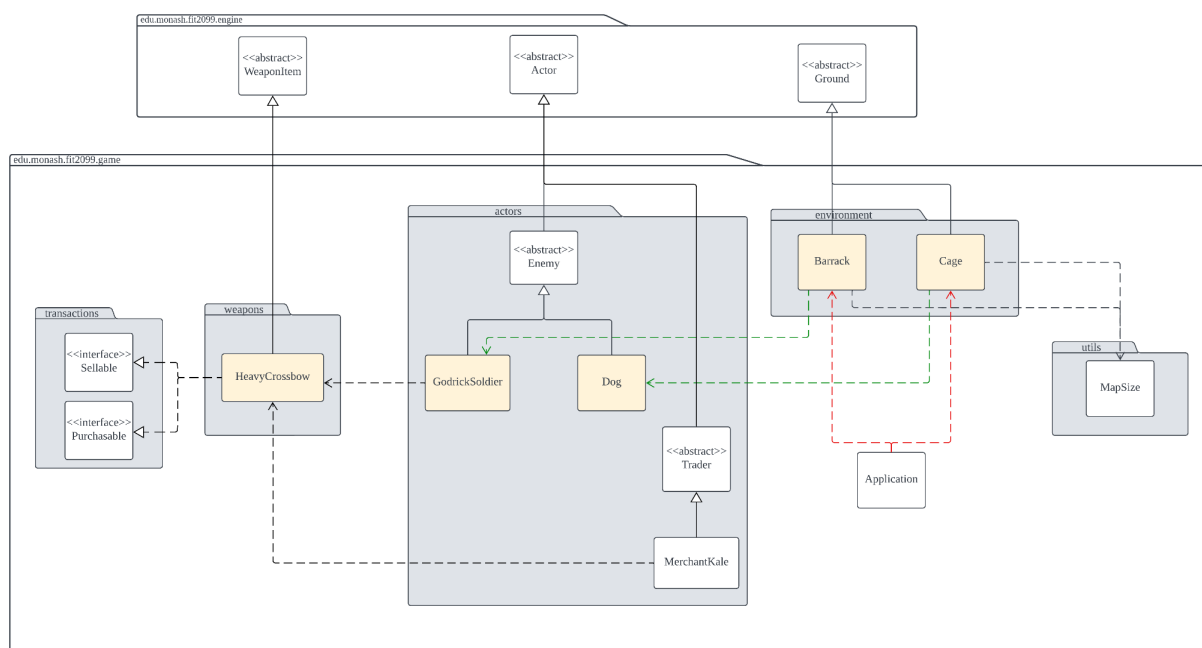 edu.monash.fit2099.engine
<<abstract>>
WeaponItem
<<abstract>>
Actor
<<abstract>>
Ground
edu.monash.fit2099.game
actors
<<abstract>>
Enemy
GodrickSoldier
Dog
<<abstract>>
Trader
MerchantKale
environment
Barrack
Cage
transactions
<<interface>>
Sellable
<<interface>>
Purchasable
weapons
HeavyCrossbow
utils
MapSize
Application